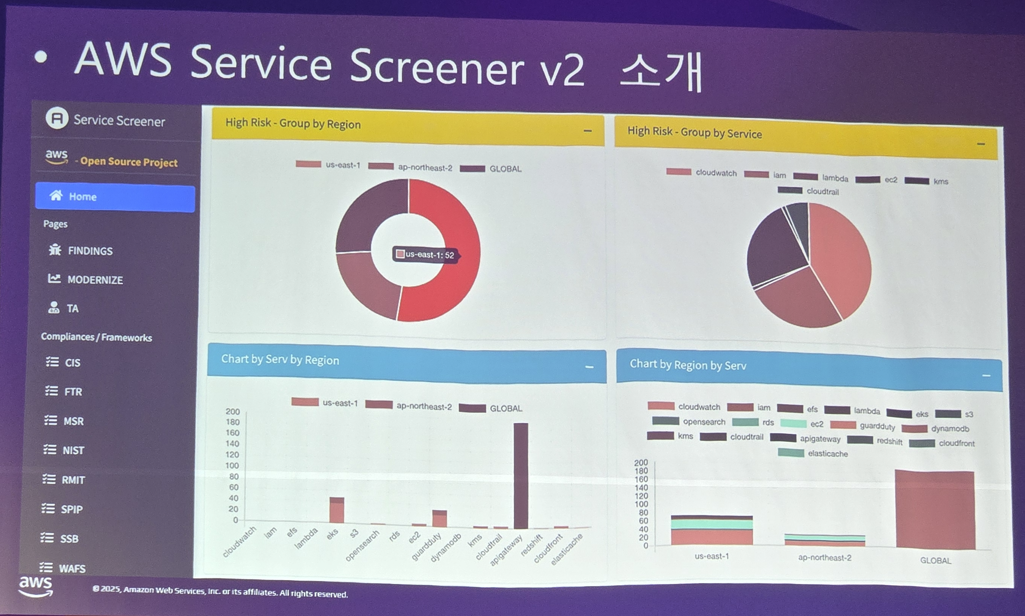 • AWS Service Screener v2 소개
Service Screener
aws - Open Source Project
Home
Pages
FINDINGS
MODERNIZE
TA
Compliances / Frameworks
CIS
FTR
MSR
NIST
RMIT
SPIP
SSB
WAFS
High Risk - Group by Region
us-east-1 ap-northeast-2 GLOBAL
us-east-1: 52
High Risk - Group by Service
cloudwatch iam lambda ec2 kms
cloudtrail
Chart by Serv by Region
us-east-1 ap-northeast-2 GLOBAL
200
180
160
140
120
100
80
60
40
20
0
cloudwatch iam efs lambda eks s3 opensearch rds ec2 guardduty dynamodb kms cloudtrail apigateway redshift cloudfront elasticache
Chart by Region by Serv
cloudwatch iam efs lambda eks s3
opensearch rds ec2 guardduty dynamodb
kms cloudtrail apigateway redshift cloudfront
elasticache
200
180
160
140
120
100
80
60
40
20
0
us-east-1 ap-northeast-2 GLOBAL
aws
© 2025, Amazon Web Services, Inc. or its affiliates. All rights reserved.